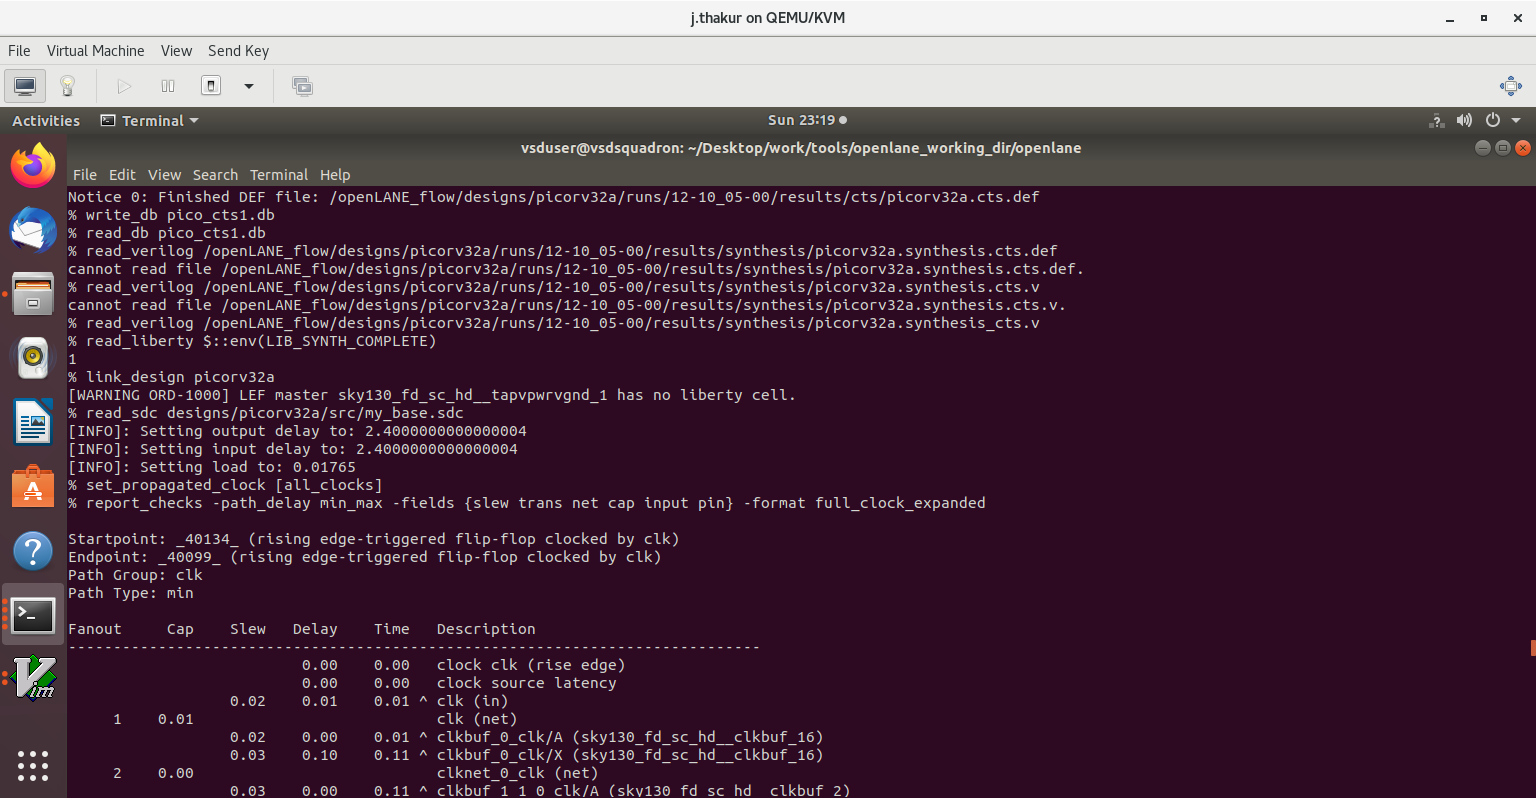 j.thakur on QEMU/KVM
File Virtual Machine View Send Key
Activities Terminal Sun 23:19
vsduser@vsdsquadron: ~/Desktop/work/tools/openlane_working_dir/openlane
File Edit View Search Terminal Help
Notice 0: Finished DEF file: /openLANE_flow/designs/picorv32a/runs/12-10_05-00/results/cts/picorv32a.cts.def
% write_db pico_cts1.db
% read_db pico_cts1.db
% read_verilog /openLANE_flow/designs/picorv32a/runs/12-10_05-00/results/synthesis/picorv32a.synthesis.cts.def
cannot read file /openLANE_flow/designs/picorv32a/runs/12-10_05-00/results/synthesis/picorv32a.synthesis.cts.def.
% read_verilog /openLANE_flow/designs/picorv32a/runs/12-10_05-00/results/synthesis/picorv32a.synthesis.cts.v
cannot read file /openLANE_flow/designs/picorv32a/runs/12-10_05-00/results/synthesis/picorv32a.synthesis.cts.v.
% read_verilog /openLANE_flow/designs/picorv32a/runs/12-10_05-00/results/synthesis/picorv32a.synthesis_cts.v
% read_liberty $::env(LIB_SYNTH_COMPLETE)
1
% link_design picorv32a
[WARNING ORD-1000] LEF master sky130_fd_sc_hd__tapvpwrvgnd_1 has no liberty cell.
% read_sdc designs/picorv32a/src/my_base.sdc
[INFO]: Setting output delay to: 2.4000000000000004
[INFO]: Setting input delay to: 2.4000000000000004
[INFO]: Setting load to: 0.01765
% set_propagated_clock [all_clocks]
% report_checks -path_delay min_max -fields {slew trans net cap input pin} -format full_clock_expanded
Startpoint: _40134_ (rising edge-triggered flip-flop clocked by clk)
Endpoint: _40099_ (rising edge-triggered flip-flop clocked by clk)
Path Group: clk
Path Type: min
Fanout Cap Slew Delay Time Description
-----------------------------------------------------------------------------
0.00 0.00 clock clk (rise edge)
0.00 0.00 clock source latency
0.02 0.01 0.01 ^ clk (in)
1 0.01 clk (net)
0.02 0.00 0.01 ^ clkbuf_0_clk/A (sky130_fd_sc_hd__clkbuf_16)
0.03 0.10 0.11 ^ clkbuf_0_clk/X (sky130_fd_sc_hd__clkbuf_16)
2 0.00 clknet_0_clk (net)
0.03 0.00 0.11 ^ clkbuf_1_1_0_clk/A (sky130_fd_sc_hd__clkbuf_2)